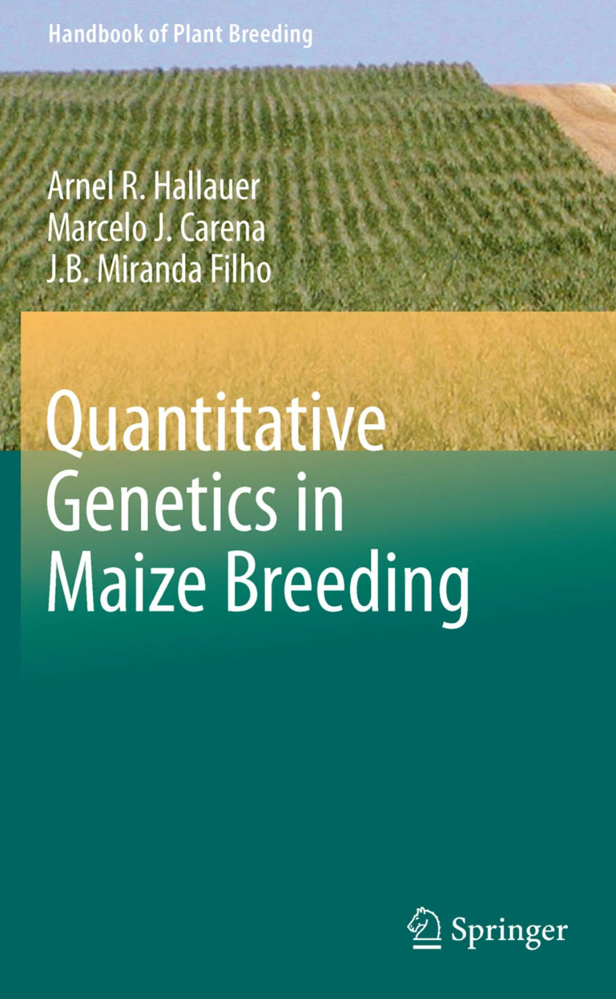 Handbook of Plant Breeding
Arnel R. Hallauer
Marcelo J. Carena
J.B. Miranda Filho
Quantitative
Genetics in
Maize Breeding
Springer